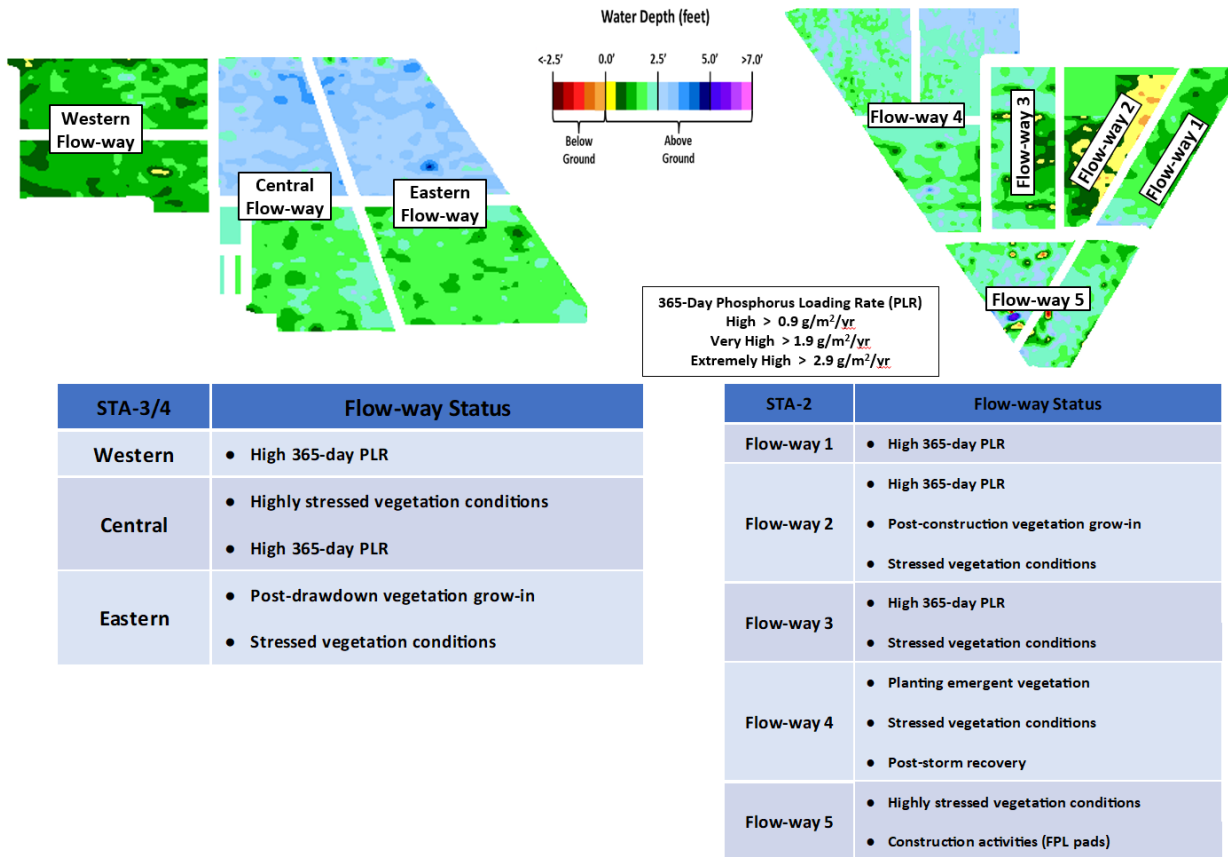 Water Depth (feet)
<-2.5' 0.0' 2.5' 5.0' >7.0'
Below
Ground
Above
Ground
Western
Flow-way
Central
Flow-way
Eastern
Flow-way
Flow-way 4
Flow-way 3
Flow-way 2
Flow-way 1
Flow-way 5
365-Day Phosphorus Loading Rate (PLR)
High > 0.9 g/m²/yr
Very High > 1.9 g/m²/yr
Extremely High > 2.9 g/m²/yr
STA-3/4 Flow-way Status
Western
● High 365-day PLR
Central
● Highly stressed vegetation conditions
● High 365-day PLR
Eastern
● Post-drawdown vegetation grow-in
● Stressed vegetation conditions
STA-2 Flow-way Status
Flow-way 1
● High 365-day PLR
Flow-way 2
● High 365-day PLR
● Post-construction vegetation grow-in
● Stressed vegetation conditions
Flow-way 3
● High 365-day PLR
● Stressed vegetation conditions
Flow-way 4
● Planting emergent vegetation
● Stressed vegetation conditions
● Post-storm recovery
Flow-way 5
● Highly stressed vegetation conditions
● Construction activities (FPL pads)